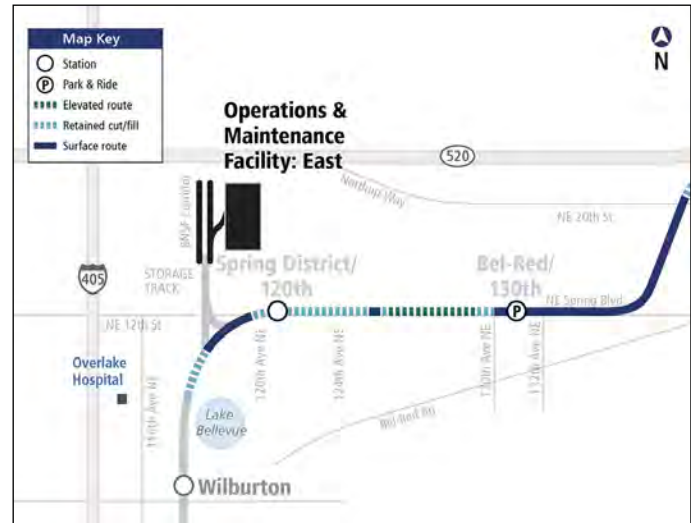 Map Key
Station
P Park & Ride
Elevated route
Retained cut/fill
Surface route
N
Operations &
Maintenance
Facility: East
520
Northup Way
NE 20th St
BNSF Corridor
405
STORAGE
TRACK
Spring District/
120th
Bel-Red/
130th
NE Spring Blvd
P
NE 12th St
120th Ave NE
124th Ave NE
130th Ave NE
132nd Ave NE
Overlake
Hospital
116th Ave NE
Lake
Bellevue
Bel-Red Rd
Wilburton